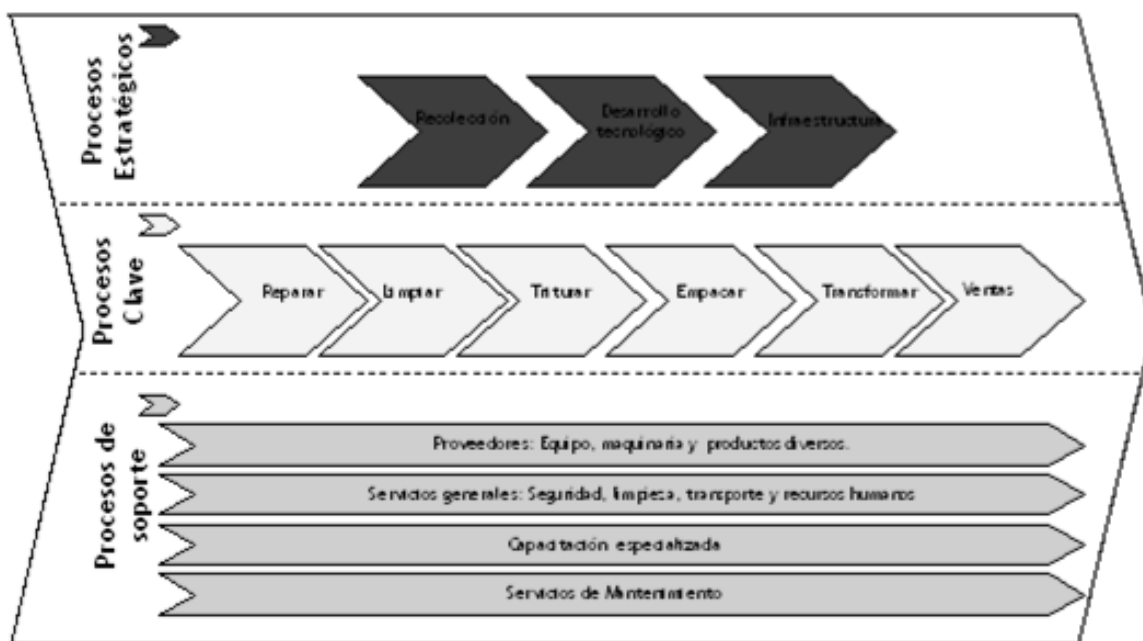 Procesos
Estratégicos
Recolección
Desarrollo
tecnológico
Infraestructura
Procesos
Clave
Reparar
Limpiar
Triturar
Empacar
Transformar
Ventas
Procesos de
soporte
Proveedores: Equipo, maquinaria y productos diversos.
Servicios generales: Seguridad, limpiesa, transporte y recursos humanos
Capacitación especializada
Servicios de Mantenimiento